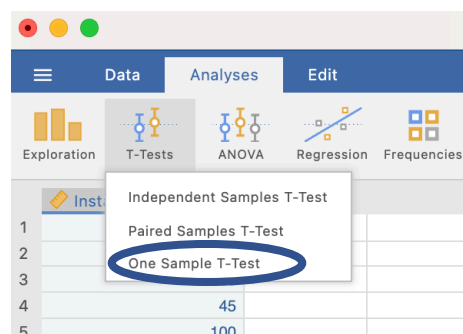 Data Analyses Edit
Exploration T-Tests ANOVA Regression Frequencies
Independent Samples T-Test
Paired Samples T-Test
One Sample T-Test
1
2
3
4 45
5 100